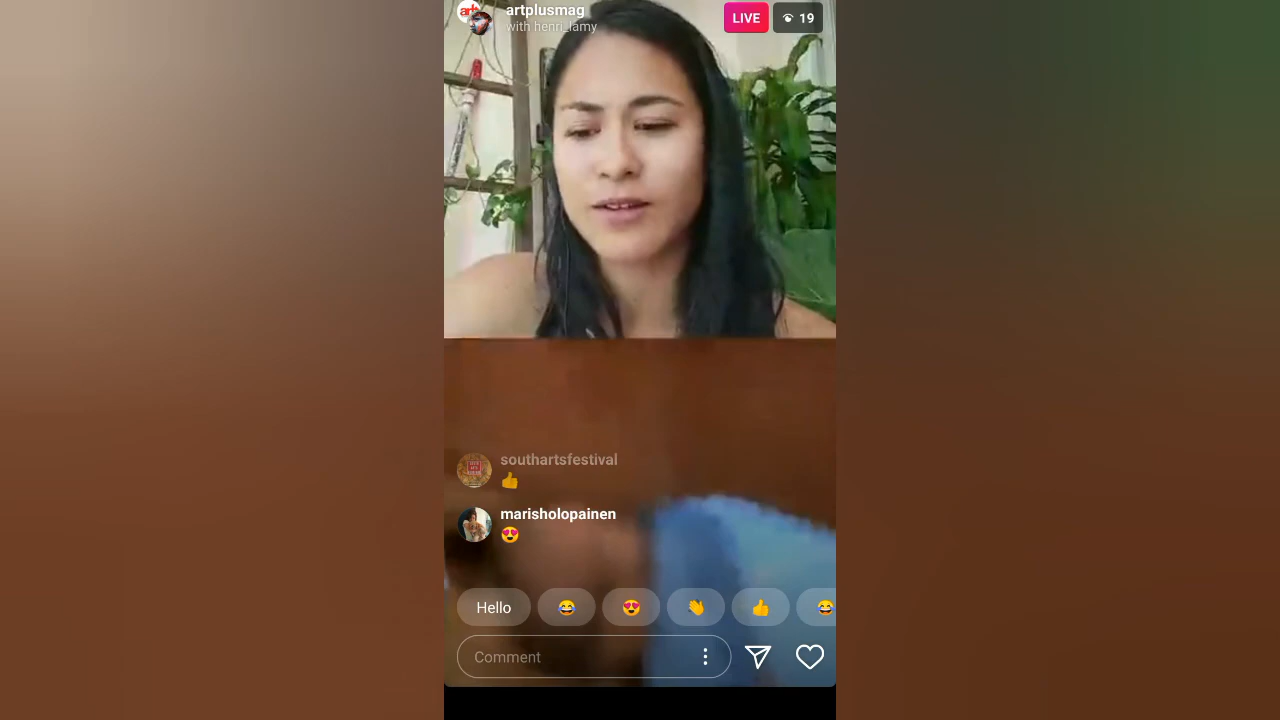 artplusmag
with henri_lamy
LIVE
19
southartsfestival
marisholopainen
Hello
Comment